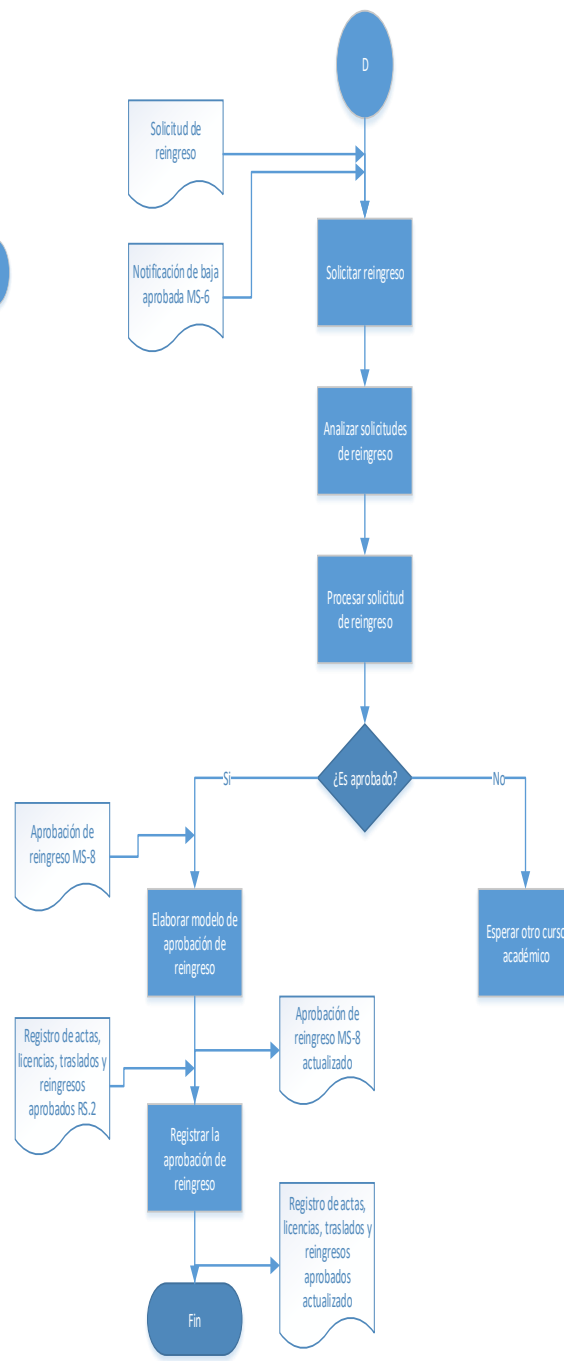 D
Solicitud de
reingreso
Notificación de baja
aprobada MS-6
Solicitar reingreso
Analizar solicitudes
de reingreso
Procesar solicitud
de reingreso
¿Es aprobado?
Si
No
Aprobación de
reingreso MS-8
Elaborar modelo de
aprobación de
reingreso
Esperar otro curso
académico
Aprobación de
reingreso MS-8
actualizado
Registro de actas,
licencias, traslados y
reingresos
aprobados RS.2
Registrar la
aprobación de
reingreso
Registro de actas,
licencias, traslados y
reingresos
aprobados
actualizado
Fin